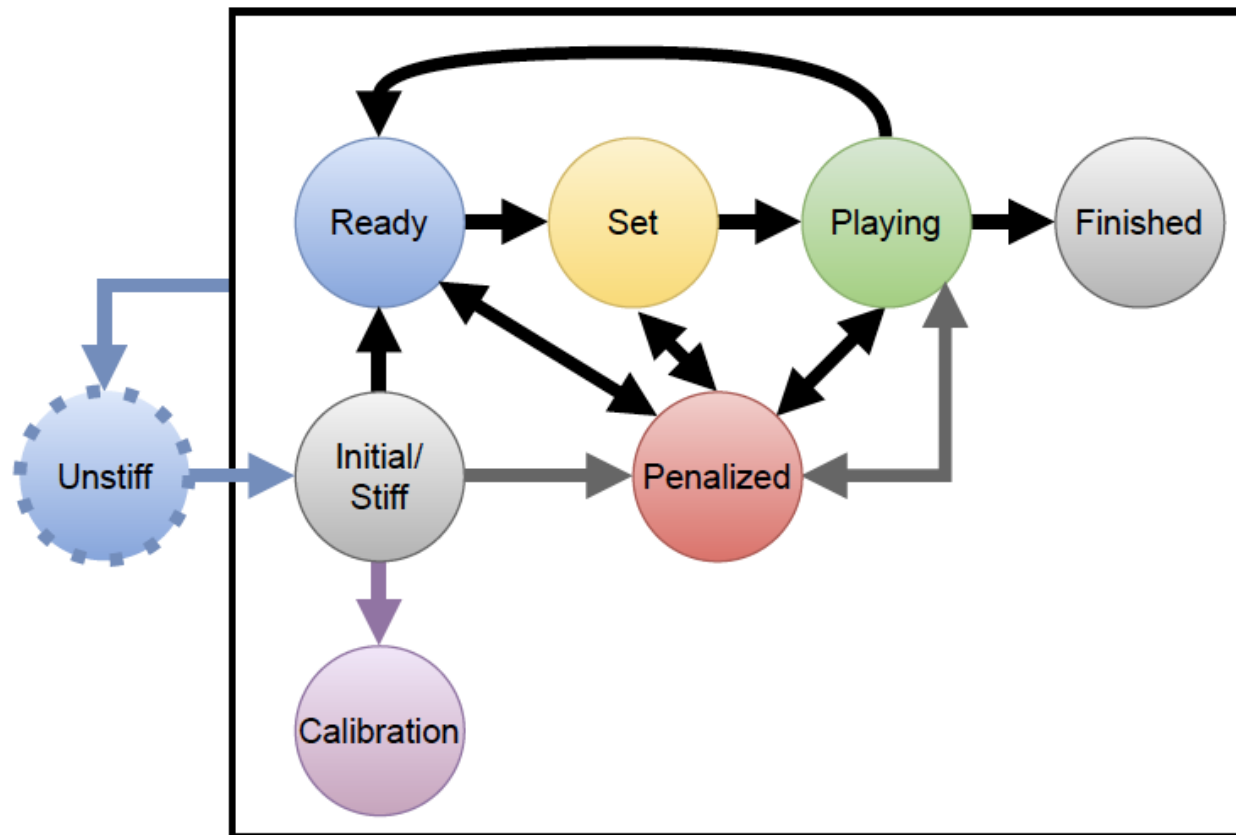 Ready
Set
Playing
Finished
Unstiff
Initial/
Stiff
Penalized
Calibration